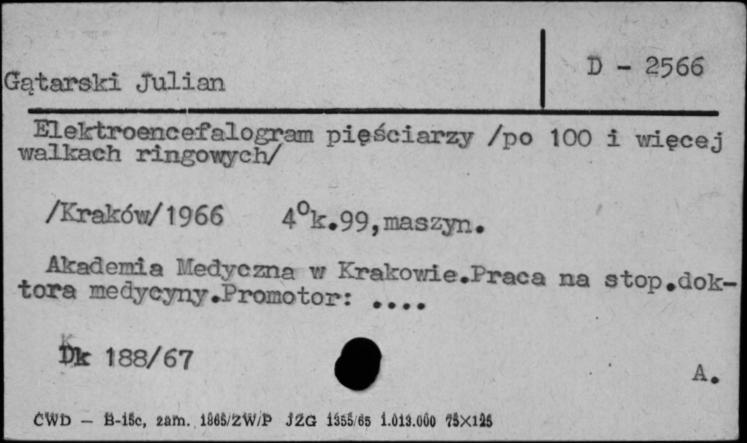 D - 2566
Gątarski Julian
Elektroencefalogram pięściarzy /po 100 i więcej
walkach ringowych/
/Kraków/1966 4°k.99,maszyn.
Akademia Medyczna w Krakowie.Praca na stop.dok-
tora medycyny.Promotor: ....
Dk 188/67
A.
CWD — B-15c, zam. 1865/ZW/P JZG 1355/65 1.013.000 75×125